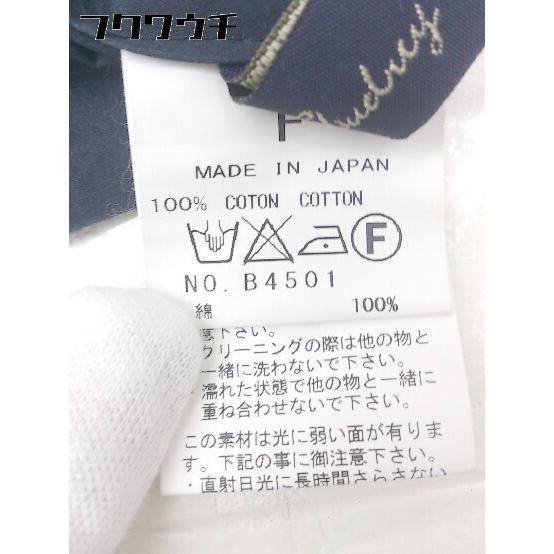 フクワウチ
Audrey
F
MADE IN JAPAN
100% COTON COTTON
F
NO. B4501
綿 100%
意下さい。
クリーニングの際は他の物と
一緒に洗わないで下さい。
・濡れた状態で他の物と一緒に
重ね合わせないで下さい。
この素材は光に弱い面が有りま
す。下記の事に御注意下さい。
・直射日光に長時間さらさない